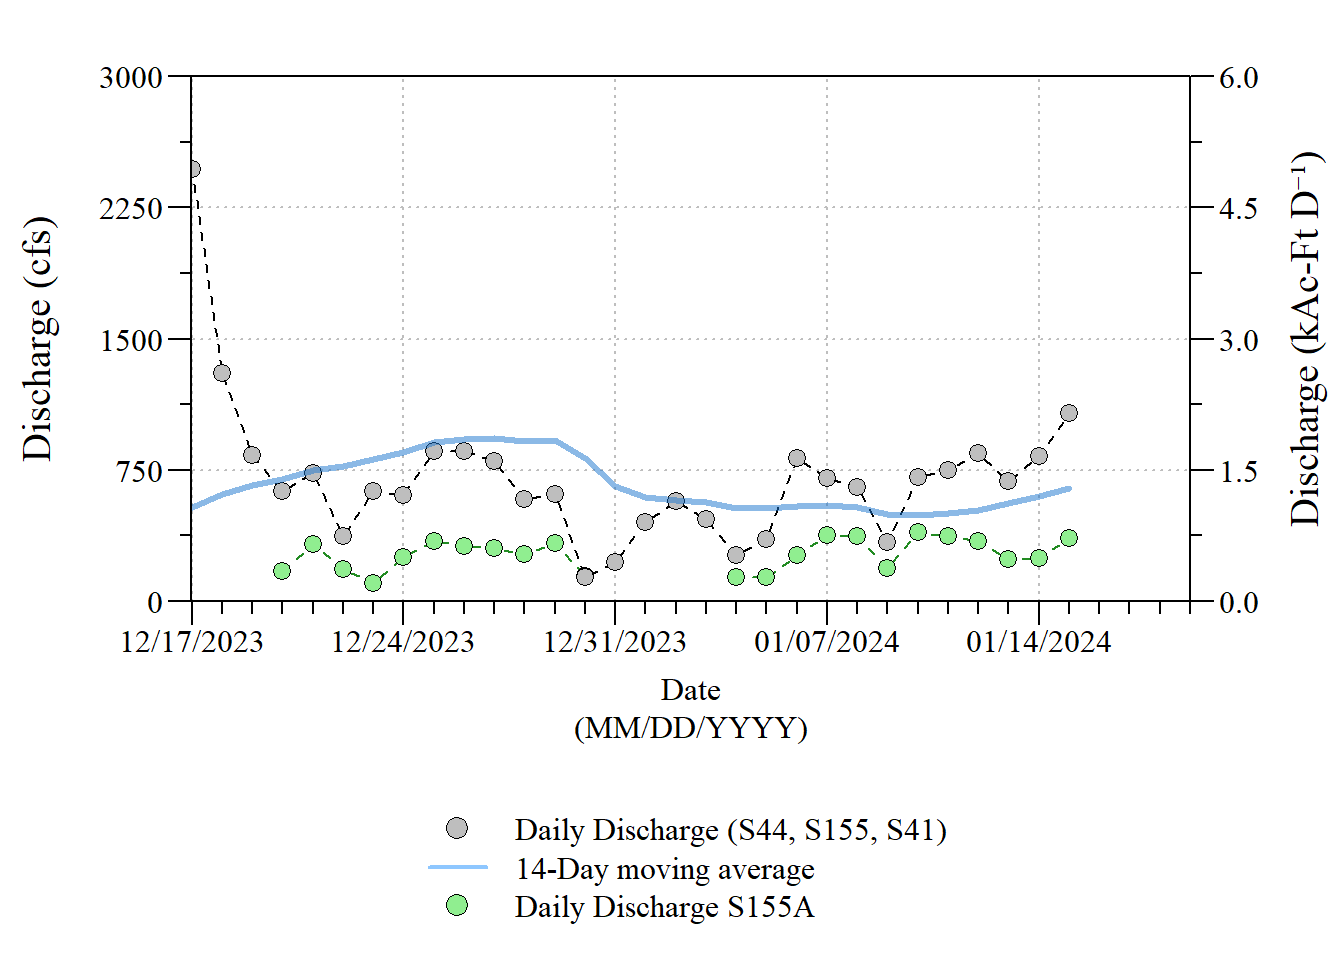 3000
2250
1500
750
0
6.0
4.5
3.0
1.5
0.0
Discharge (cfs)
Discharge (kAc-Ft D⁻¹)
12/17/2023 12/24/2023 12/31/2023 01/07/2024 01/14/2024
Date
(MM/DD/YYYY)
Daily Discharge (S44, S155, S41)
14-Day moving average
Daily Discharge S155A